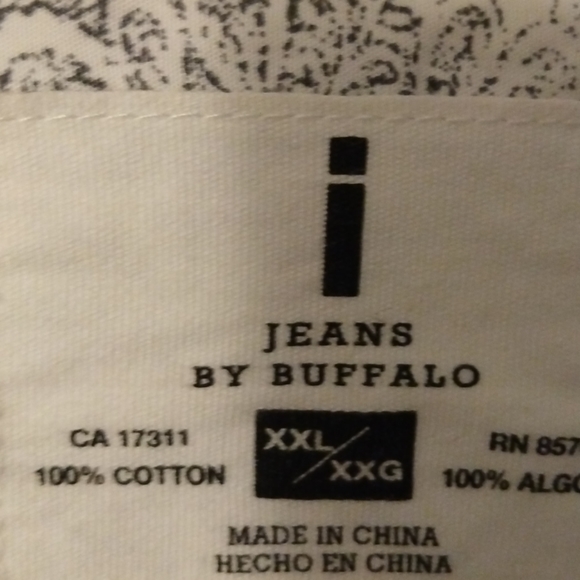 i
JEANS
BY BUFFALO
CA 17311
100% COTTON
XXL/XXG
RN 857
100% ALGO
MADE IN CHINA
HECHO EN CHINA